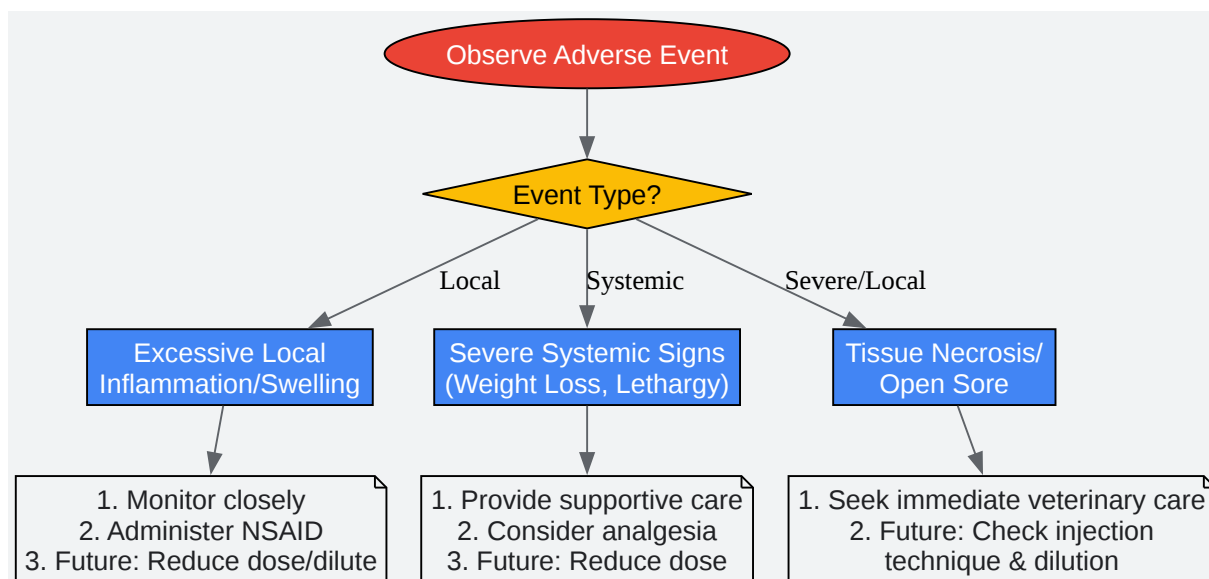 Observe Adverse Event
Event Type?
Local
Systemic
Severe/Local
Excessive Local
Inflammation/Swelling
Severe Systemic Signs
(Weight Loss, Lethargy)
Tissue Necrosis/
Open Sore
1. Monitor closely
2. Administer NSAID
3. Future: Reduce dose/dilute
1. Provide supportive care
2. Consider analgesia
3. Future: Reduce dose
1. Seek immediate veterinary care
2. Future: Check injection
technique & dilution